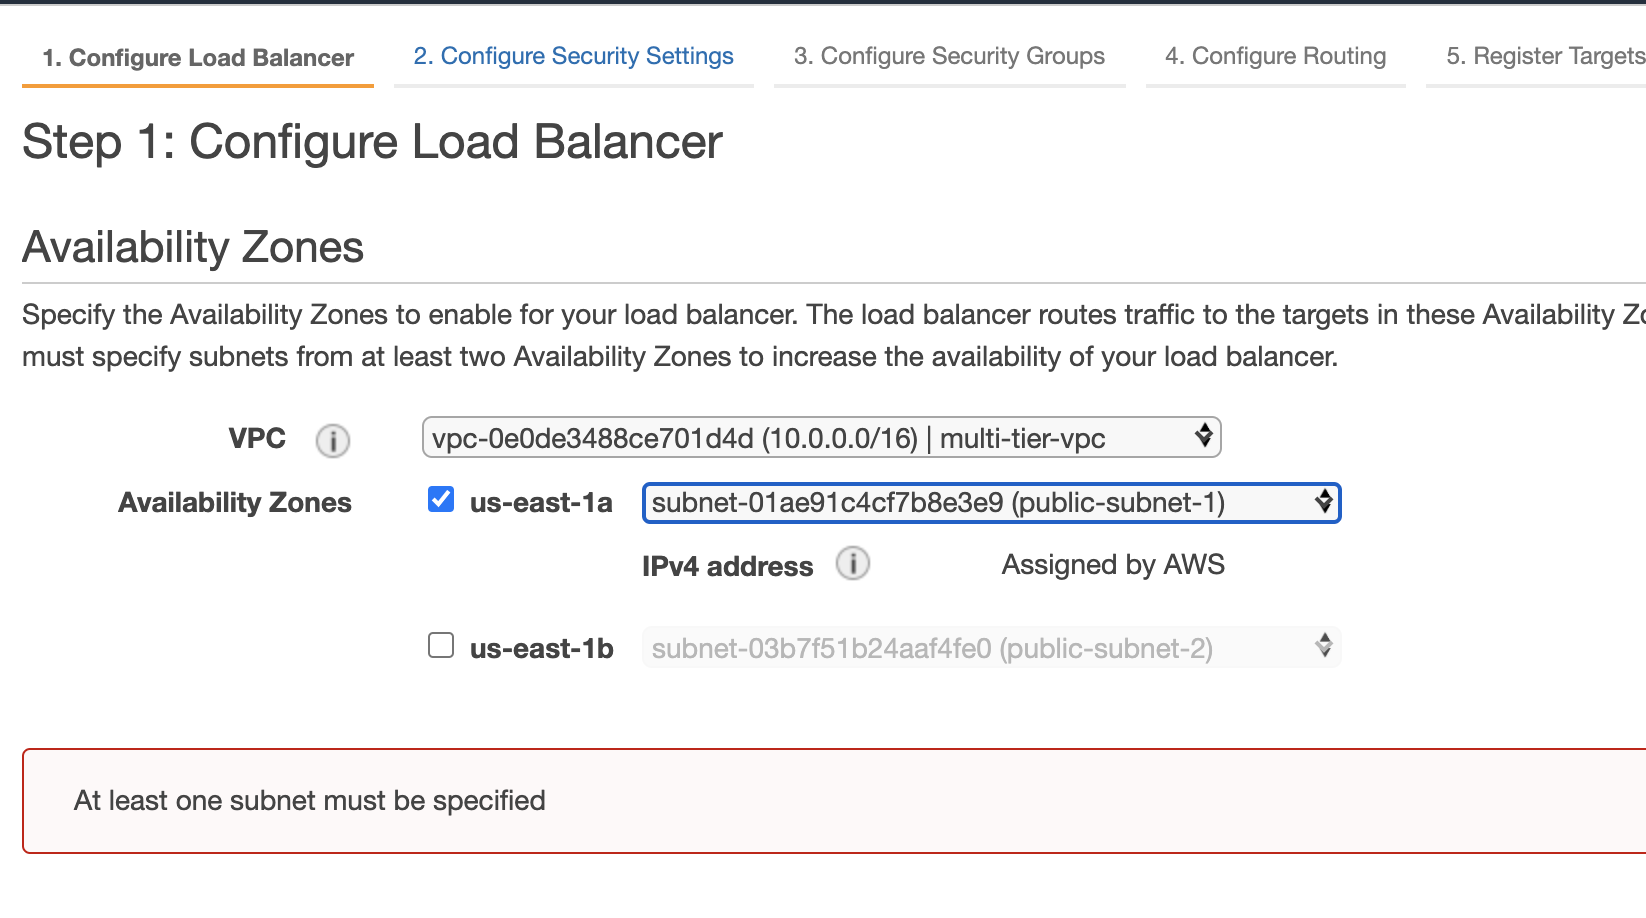 1. Configure Load Balancer 2. Configure Security Settings 3. Configure Security Groups 4. Configure Routing 5. Register Targets
Step 1: Configure Load Balancer
Availability Zones
Specify the Availability Zones to enable for your load balancer. The load balancer routes traffic to the targets in these Availability Zo
must specify subnets from at least two Availability Zones to increase the availability of your load balancer.
VPC i vpc-0e0de3488ce701d4d (10.0.0.0/16) | multi-tier-vpc
Availability Zones us-east-1a subnet-01ae91c4cf7b8e3e9 (public-subnet-1)
IPv4 address i Assigned by AWS
us-east-1b subnet-03b7f51b24aaf4fe0 (public-subnet-2)
At least one subnet must be specified